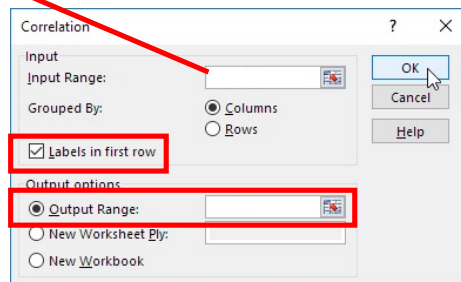 Correlation ? ×
Input
Input Range:
OK
Grouped By: Columns
Cancel
Rows
Help
Labels in first row
Output options
Output Range:
New Worksheet Ply:
New Workbook